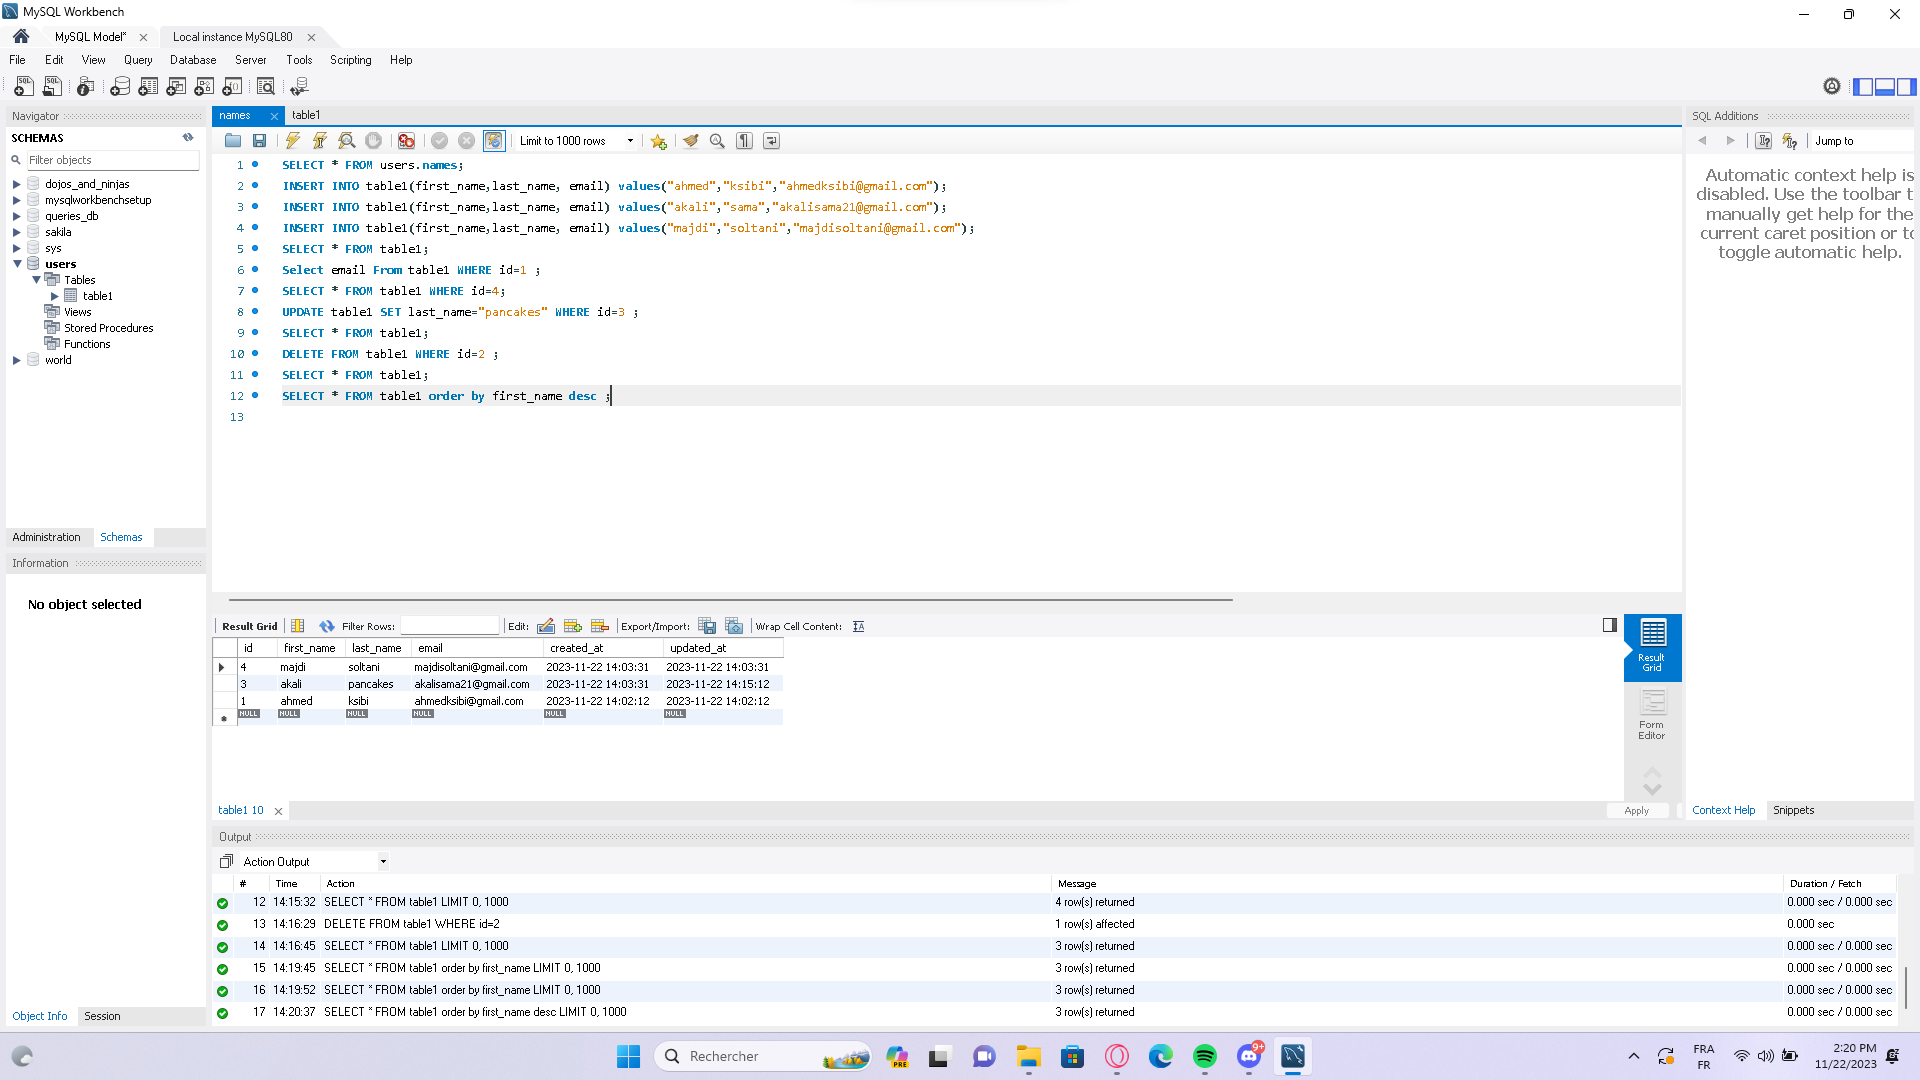 MySQL Workbench
MySQL Model*
Local instance MySQL80
File Edit View Query Database Server Tools Scripting Help
Navigator
SCHEMAS
Filter objects
dojos_and_ninjas
mysqlworkbenchsetup
queries_db
sakila
sys
users
Tables
table1
Views
Stored Procedures
Functions
world
Administration Schemas
Information
No object selected
Object Info Session
names table1
Limit to 1000 rows
1 SELECT * FROM users.names;
2 INSERT INTO table1(first_name,last_name, email) values("ahmed","ksibi","ahmedksibi@gmail.com");
3 INSERT INTO table1(first_name,last_name, email) values("akali","sama","akalisama21@gmail.com");
4 INSERT INTO table1(first_name,last_name, email) values("majdi","soltani","majdisoltani@gmail.com");
5 SELECT * FROM table1;
6 Select email From table1 WHERE id=1 ;
7 SELECT * FROM table1 WHERE id=4;
8 UPDATE table1 SET last_name="pancakes" WHERE id=3 ;
9 SELECT * FROM table1;
10 DELETE FROM table1 WHERE id=2 ;
11 SELECT * FROM table1;
12 SELECT * FROM table1 order by first_name desc ;
13
Result Grid Filter Rows: Edit: Export/Import: Wrap Cell Content:
id first_name last_name email created_at updated_at
4 majdi soltani majdisoltani@gmail.com 2023-11-22 14:03:31 2023-11-22 14:03:31
3 akali pancakes akalisama21@gmail.com 2023-11-22 14:03:31 2023-11-22 14:15:12
1 ahmed ksibi ahmedksibi@gmail.com 2023-11-22 14:02:12 2023-11-22 14:02:12
NULL NULL NULL NULL NULL NULL
Result
Grid
Form
Editor
table1 10
Apply
SQL Additions
Jump to
Automatic context help is
disabled. Use the toolbar t
manually get help for the
current caret position or to
toggle automatic help.
Context Help Snippets
Output
Action Output
# Time Action Message Duration / Fetch
12 14:15:32 SELECT * FROM table1 LIMIT 0, 1000 4 row(s) returned 0.000 sec / 0.000 sec
13 14:16:29 DELETE FROM table1 WHERE id=2 1 row(s) affected 0.000 sec
14 14:16:45 SELECT * FROM table1 LIMIT 0, 1000 3 row(s) returned 0.000 sec / 0.000 sec
15 14:19:45 SELECT * FROM table1 order by first_name LIMIT 0, 1000 3 row(s) returned 0.000 sec / 0.000 sec
16 14:19:52 SELECT * FROM table1 order by first_name LIMIT 0, 1000 3 row(s) returned 0.000 sec / 0.000 sec
17 14:20:37 SELECT * FROM table1 order by first_name desc LIMIT 0, 1000 3 row(s) returned 0.000 sec / 0.000 sec
Rechercher
PRE
9+
FRA
FR
2:20 PM
11/22/2023